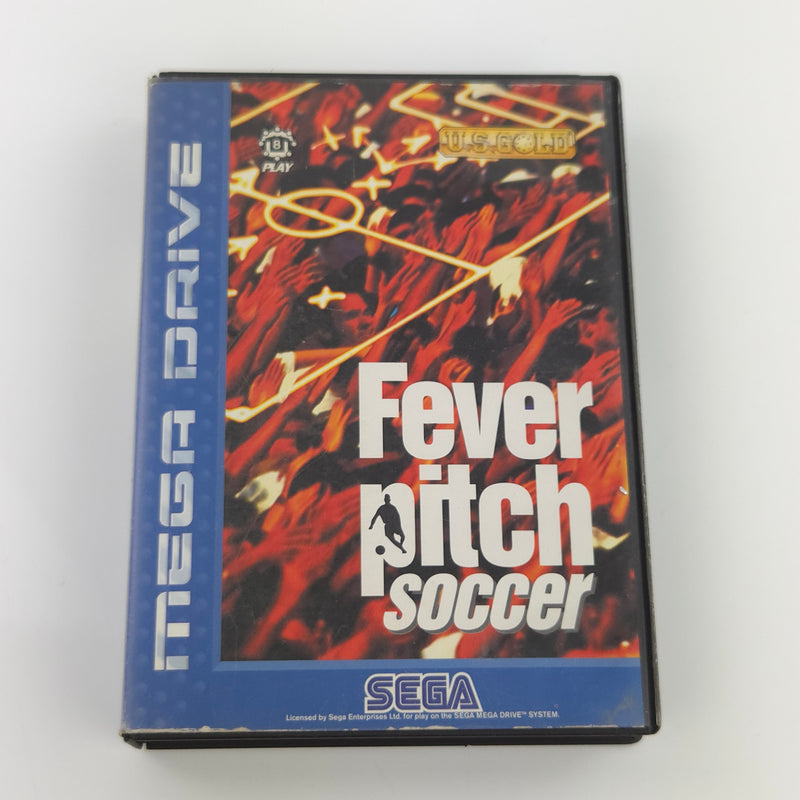 MEGA DRIVE
8
PLAY
U.S.GOLD
Fever
pitch
soccer
SEGA
Licensed by Sega Enterprises Ltd. for play on the SEGA MEGA DRIVE™ SYSTEM.